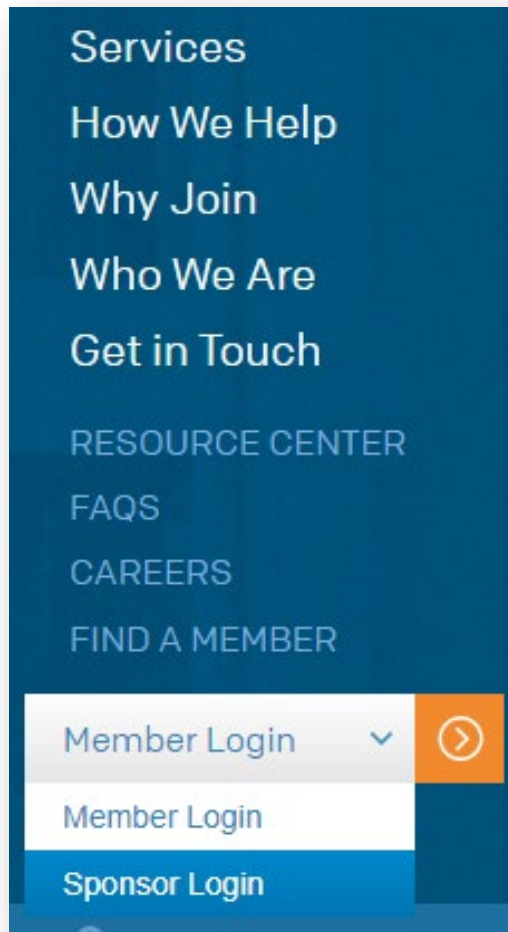 Services
How We Help
Why Join
Who We Are
Get in Touch
RESOURCE CENTER
FAQS
CAREERS
FIND A MEMBER
Member Login
Member Login
Sponsor Login